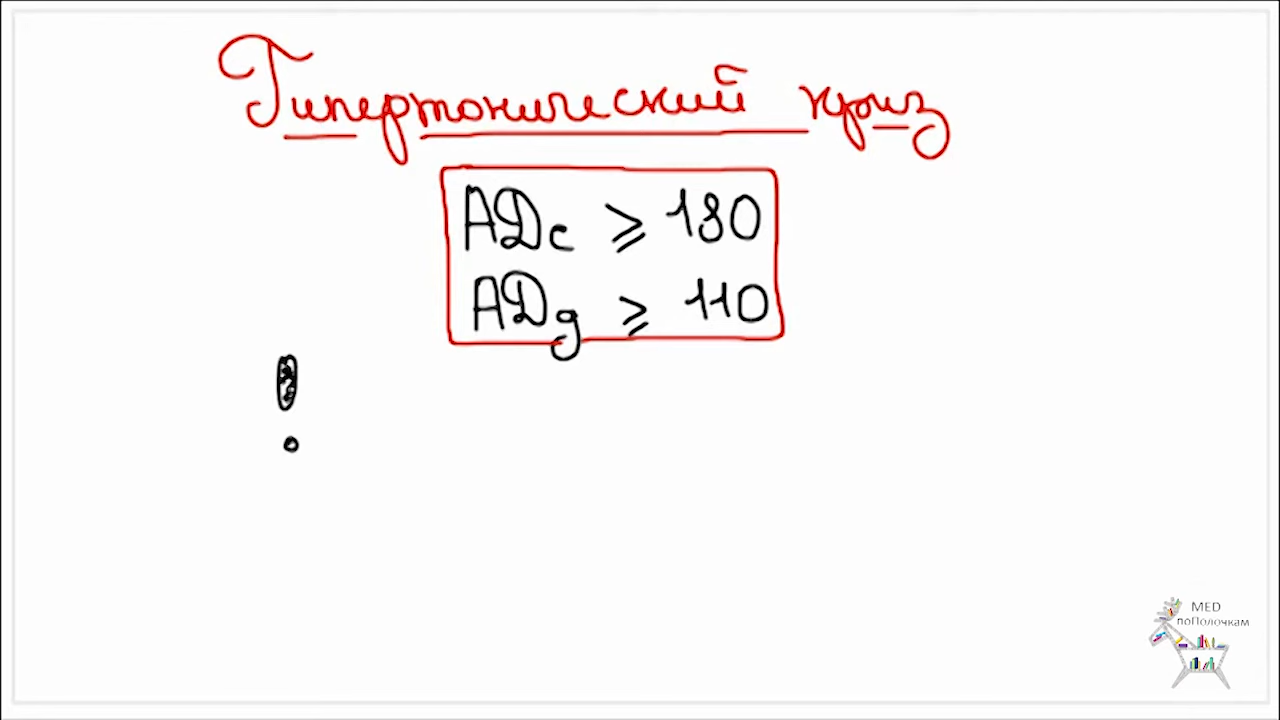 Гипертонический криз
АДс ⩾ 180
АДд ⩾ 110
!
MED
поПолочкам